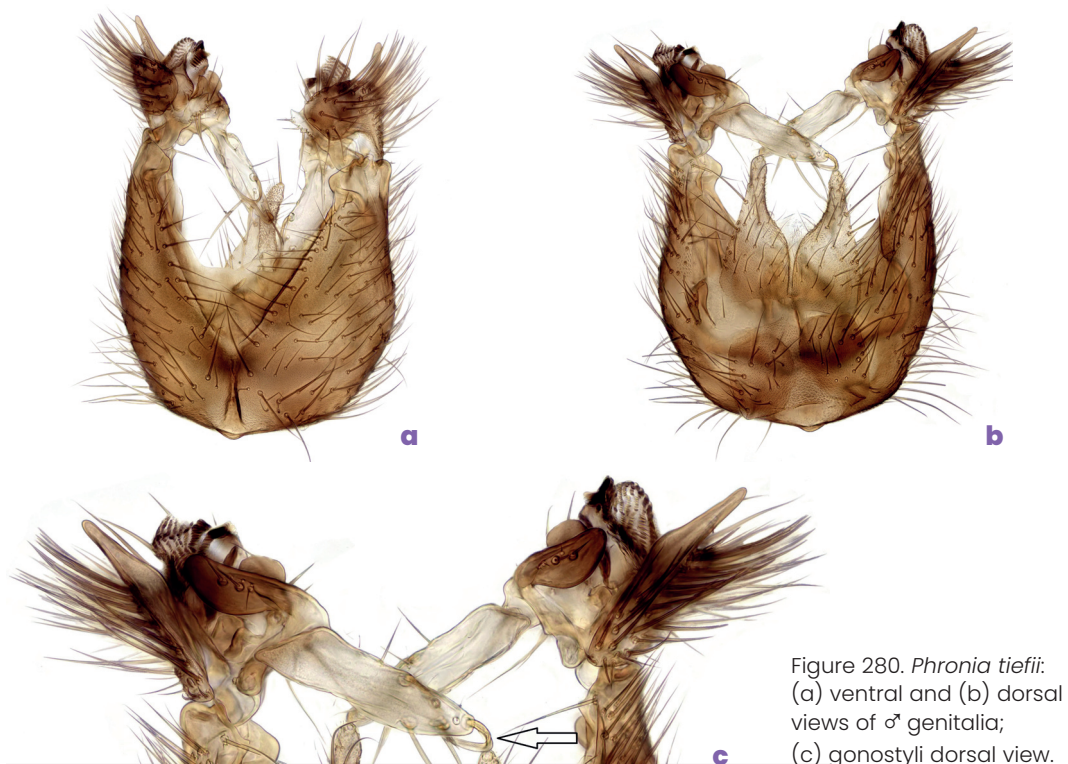 a
b
c
Figure 280. Phronia tiefii:
(a) ventral and (b) dorsal
views of ♂ genitalia;
(c) gonostyli dorsal view.